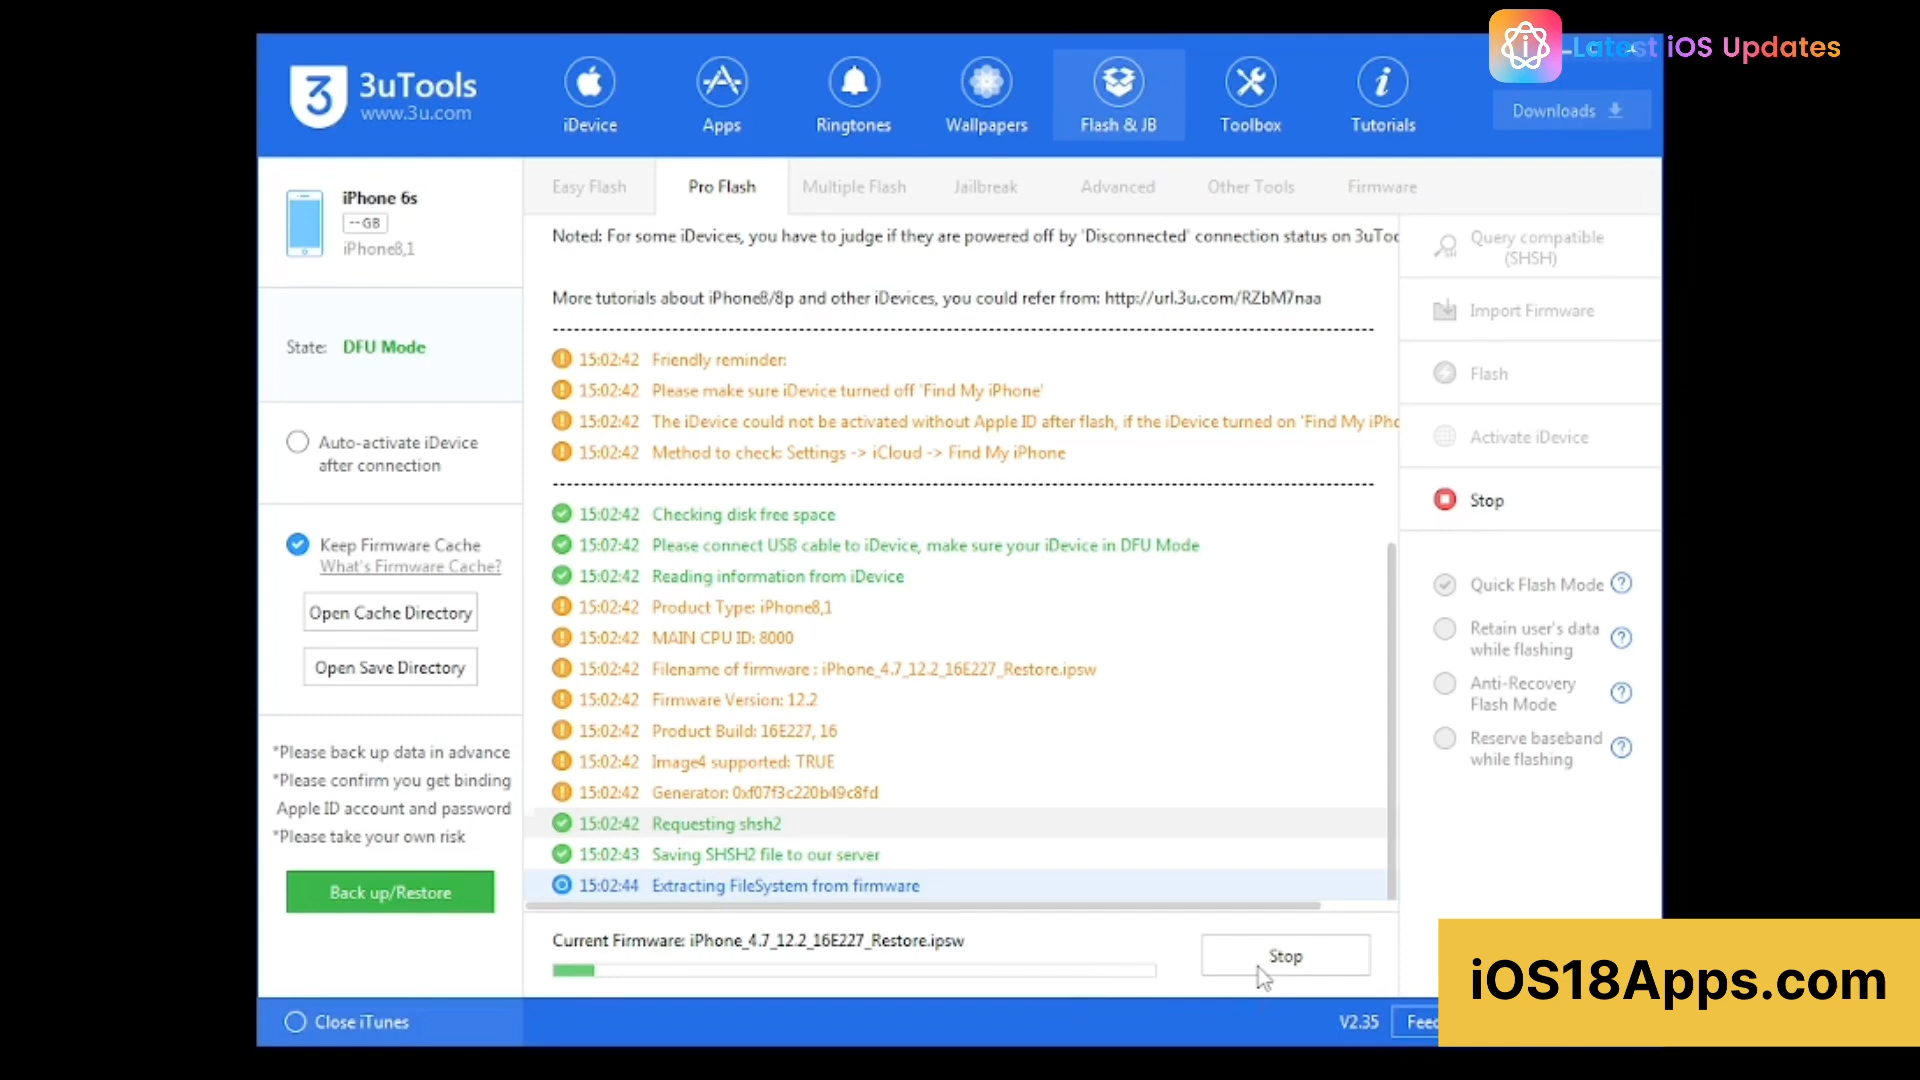 Latest iOS Updates
3 3uTools
www.3u.com
iDevice
Apps
Ringtones
Wallpapers
Flash & JB
Toolbox
Tutorials
Downloads
iPhone 6s
--GB
iPhone8,1
State: DFU Mode
Auto-activate iDevice
after connection
Keep Firmware Cache
What's Firmware Cache?
Open Cache Directory
Open Save Directory
*Please back up data in advance
*Please confirm you get binding
Apple ID account and password
*Please take your own risk
Back up/Restore
Easy Flash
Pro Flash
Multiple Flash
Jailbreak
Advanced
Other Tools
Firmware
Noted: For some iDevices, you have to judge if they are powered off by 'Disconnected' connection status on 3uToo
More tutorials about iPhone8/8p and other iDevices, you could refer from: http://url.3u.com/RZbM7naa
15:02:42 Friendly reminder:
15:02:42 Please make sure iDevice turned off 'Find My iPhone'
15:02:42 The iDevice could not be activated without Apple ID after flash, if the iDevice turned on 'Find My iPho
15:02:42 Method to check: Settings -> iCloud -> Find My iPhone
15:02:42 Checking disk free space
15:02:42 Please connect USB cable to iDevice, make sure your iDevice in DFU Mode
15:02:42 Reading information from iDevice
15:02:42 Product Type: iPhone8,1
15:02:42 MAIN CPU ID: 8000
15:02:42 Filename of firmware : iPhone_4.7_12.2_16E227_Restore.ipsw
15:02:42 Firmware Version: 12.2
15:02:42 Product Build: 16E227, 16
15:02:42 Image4 supported: TRUE
15:02:42 Generator: 0xf07f3c220b49c8fd
15:02:42 Requesting shsh2
15:02:43 Saving SHSH2 file to our server
15:02:44 Extracting FileSystem from firmware
Current Firmware: iPhone_4.7_12.2_16E227_Restore.ipsw
Stop
Query compatible
(SHSH)
Import Firmware
Flash
Activate iDevice
Stop
Quick Flash Mode ?
Retain user's data
while flashing ?
Anti-Recovery
Flash Mode ?
Reserve baseband
while flashing ?
Close iTunes
V2.35
Feed
iOS18Apps.com